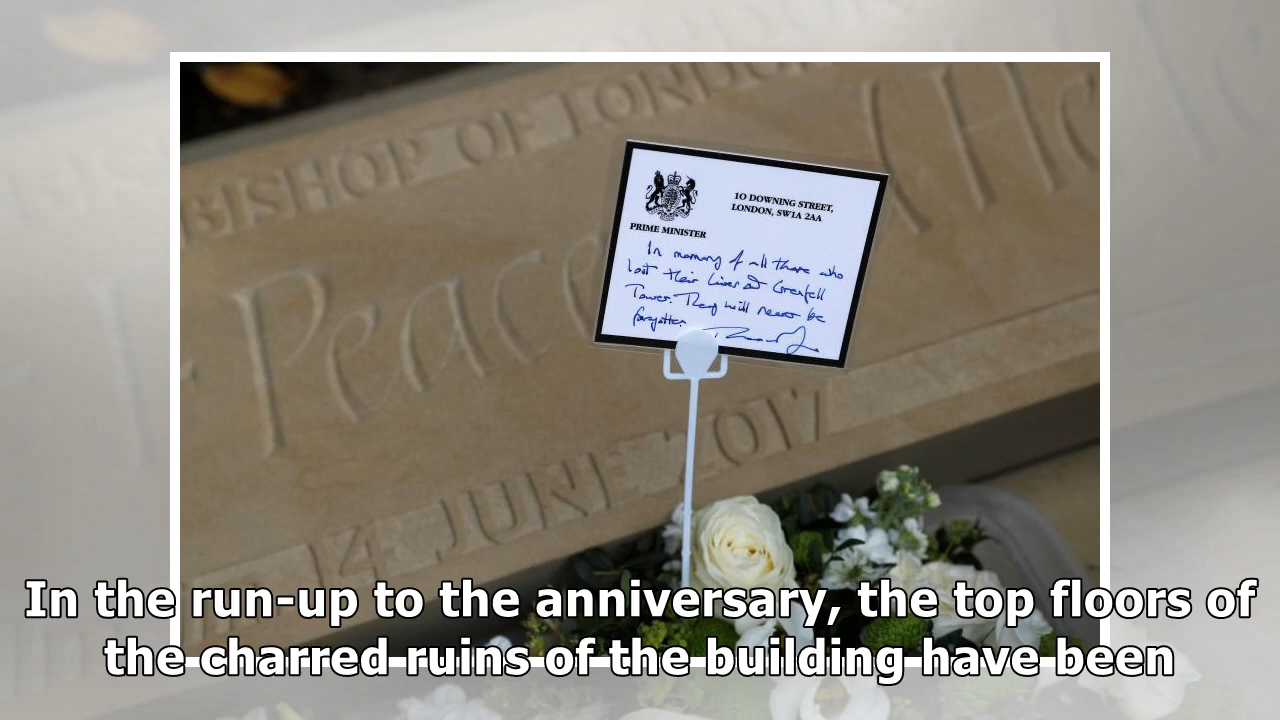 BISHOP OF LONDON
10 DOWNING STREET,
LONDON, SW1A 2AA
PRIME MINISTER
In memory of all those who
lost their lives at Grenfell
Tower. They will never be
forgotten.
Peace
14 JUNE 2017
In the run-up to the anniversary, the top floors of
the charred ruins of the building have been